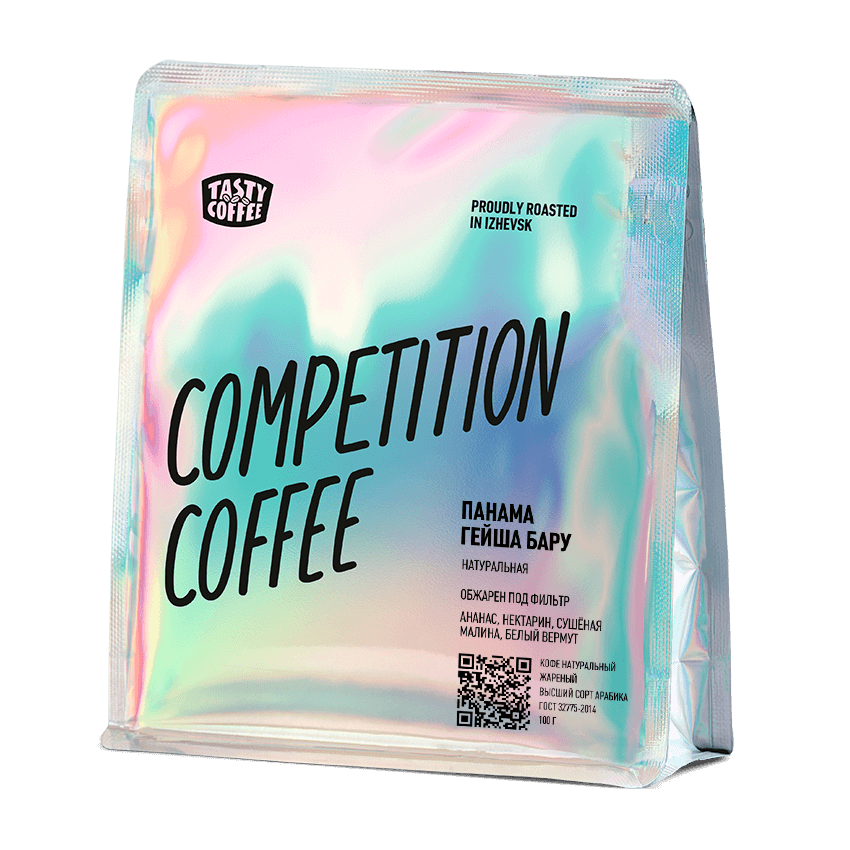 TASTY
COFFEE
PROUDLY ROASTED
IN IZHEVSK
COMPETITION
COFFEE
ПАНАМА
ГЕЙША БАРУ
НАТУРАЛЬНАЯ
ОБЖАРЕН ПОД ФИЛЬТР
АНАНАС, НЕКТАРИН, СУШЁНАЯ
МАЛИНА, БЕЛЫЙ ВЕРМУТ
КОФЕ НАТУРАЛЬНЫЙ
ЖАРЕНЫЙ
ВЫСШИЙ СОРТ АРАБИКА
ГОСТ 32775-2014
100 Г